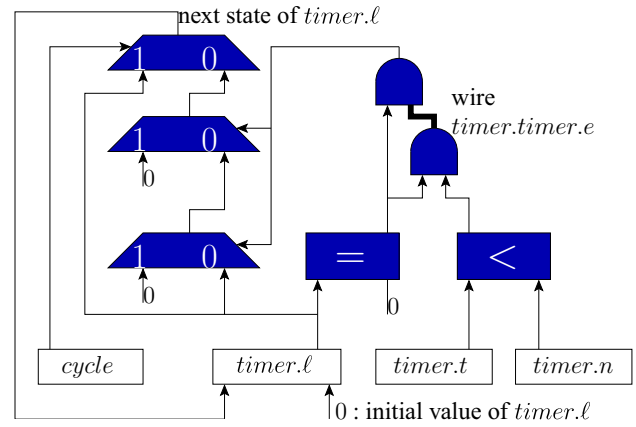 next state of timer.ℓ
1 0
wire
timer.timer.e
1 0
0
1 0
= <
0
0
cycle timer.ℓ timer.t timer.n
0 : initial value of timer.ℓ